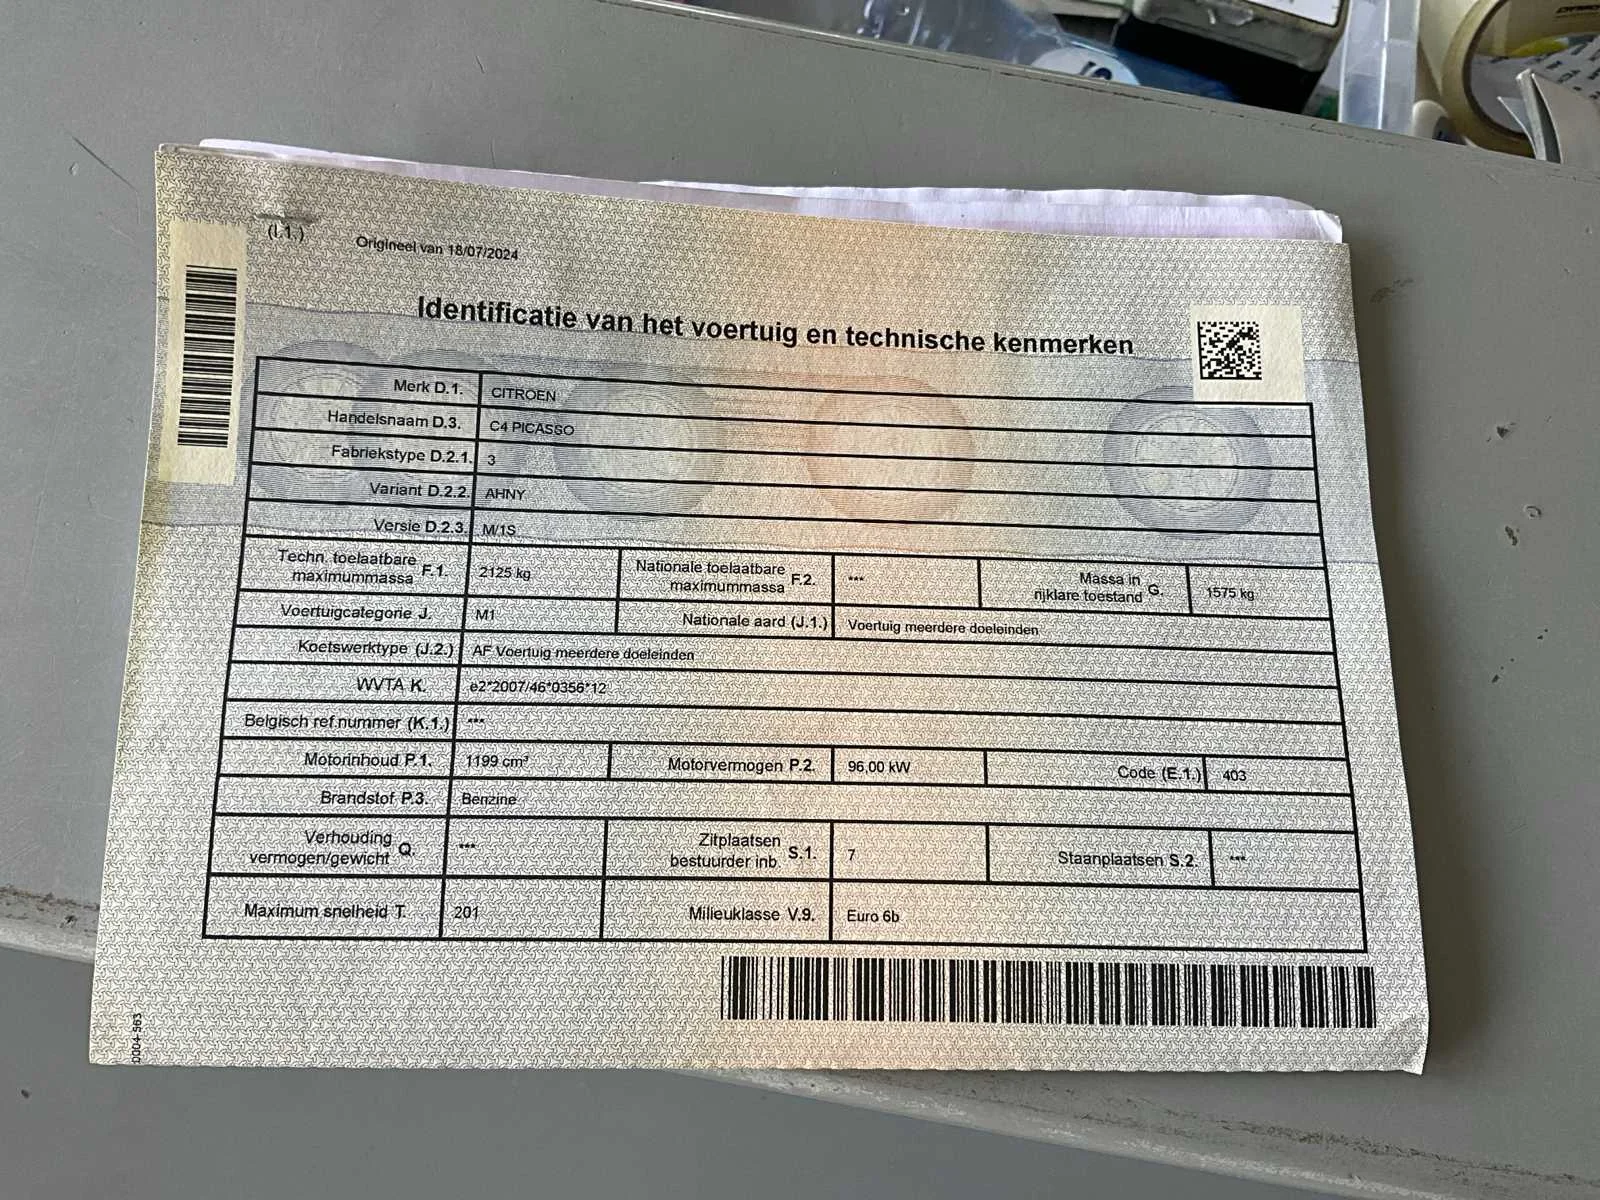 (I.1.)
Origineel van 18/07/2024
Identificatie van het voertuig en technische kenmerken
Merk D.1. CITROEN
Handelsnaam D.3. C4 PICASSO
Fabriekstype D.2.1. 3
Variant D.2.2. AHNY
Versie D.2.3. M/1S
Techn. toelaatbare maximummassa F.1. 2125 kg Nationale toelaatbare maximummassa F.2. *** Massa in rijklare toestand G. 1575 kg
Voertuigcategorie J. M1 Nationale aard (J.1.) Voertuig meerdere doeleinden
Koetswerktype (J.2.) AF Voertuig meerdere doeleinden
WVTA K. e2*2007/46*0356*12
Belgisch ref.nummer (K.1.) ***
Motorinhoud P.1. 1199 cm³ Motorvermogen P.2. 96,00 kW Code (E.1.) 403
Brandstof P.3. Benzine
Verhouding vermogen/gewicht Q. *** Zitplaatsen bestuurder inb. S.1. 7 Staanplaatsen S.2. ***
Maximum snelheid T. 201 Milieuklasse V.9. Euro 6b
0004-563